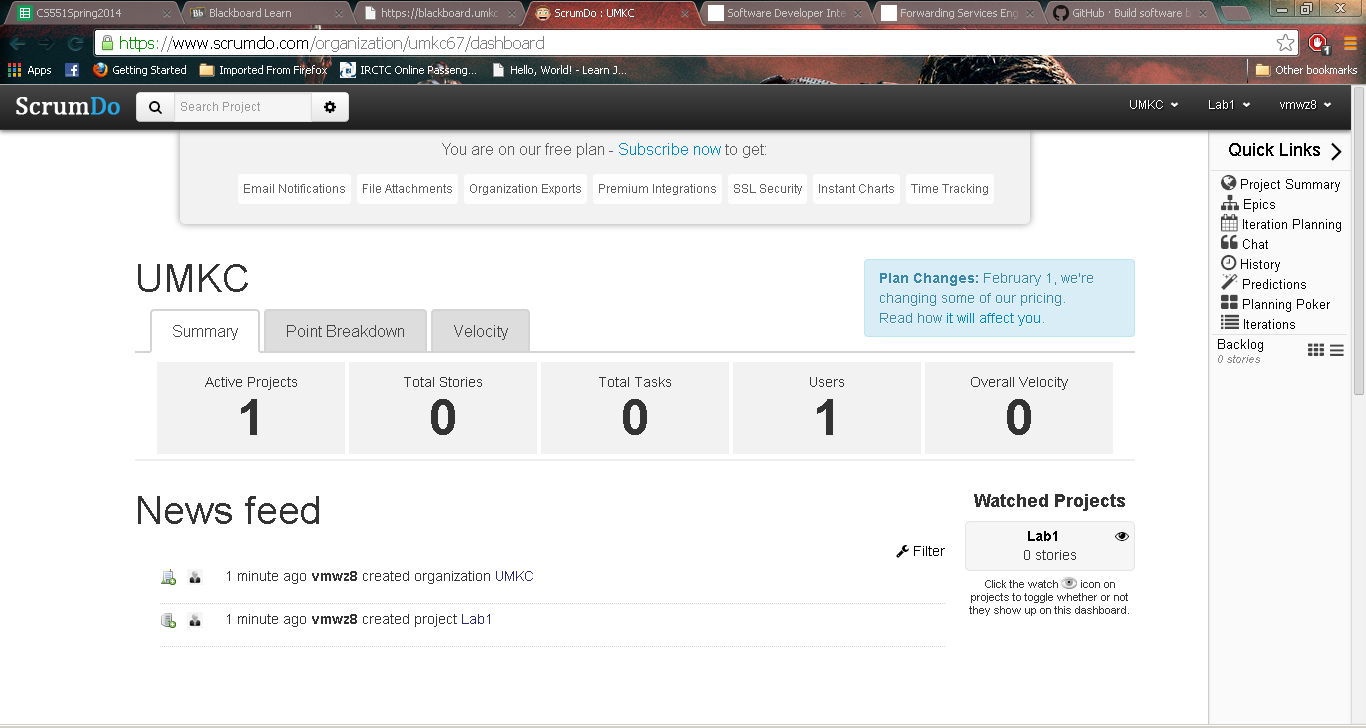 CS551Spring2014
Bb Blackboard Learn
https://blackboard.umkc
ScrumDo : UMKC
Software Developer Inte
Forwarding Services Eng
GitHub · Build software b
https://www.scrumdo.com/organization/umkc67/dashboard
1
Apps
Getting Started
Imported From Firefox
IRCTC Online Passeng...
Hello, World! - Learn J...
Other bookmarks
ScrumDo
Search Project
UMKC
Lab1
vmwz8
You are on our free plan - Subscribe now to get:
Email Notifications
File Attachments
Organization Exports
Premium Integrations
SSL Security
Instant Charts
Time Tracking
Quick Links
Project Summary
Epics
Iteration Planning
Chat
History
Predictions
Planning Poker
Iterations
Backlog
0 stories
UMKC
Plan Changes: February 1, we're
changing some of our pricing.
Read how it will affect you.
Summary
Point Breakdown
Velocity
Active Projects
1
Total Stories
0
Total Tasks
0
Users
1
Overall Velocity
0
News feed
Filter
1 minute ago vmwz8 created organization UMKC
1 minute ago vmwz8 created project Lab1
Watched Projects
Lab1
0 stories
Click the watch icon on
projects to toggle whether or not
they show up on this dashboard.